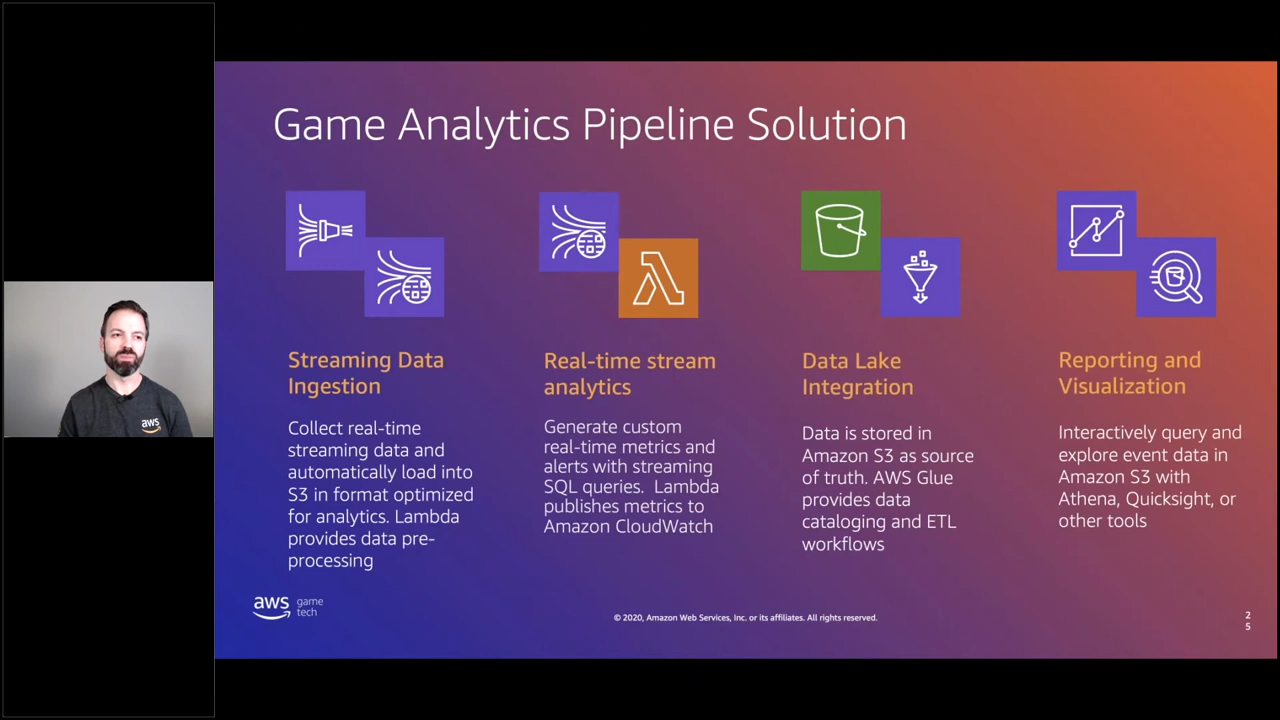 Game Analytics Pipeline Solution
Streaming Data
Ingestion
Collect real-time
streaming data and
automatically load into
S3 in format optimized
for analytics. Lambda
provides data pre-
processing
Real-time stream
analytics
Generate custom
real-time metrics and
alerts with streaming
SQL queries.  Lambda
publishes metrics to
Amazon CloudWatch
Data Lake
Integration
Data is stored in
Amazon S3 as source
of truth. AWS Glue
provides data
cataloging and ETL
workflows
Reporting and
Visualization
Interactively query and
explore event data in
Amazon S3 with
Athena, Quicksight, or
other tools
aws
aws
game
tech
© 2020, Amazon Web Services, Inc. or its affiliates. All rights reserved.
2
5